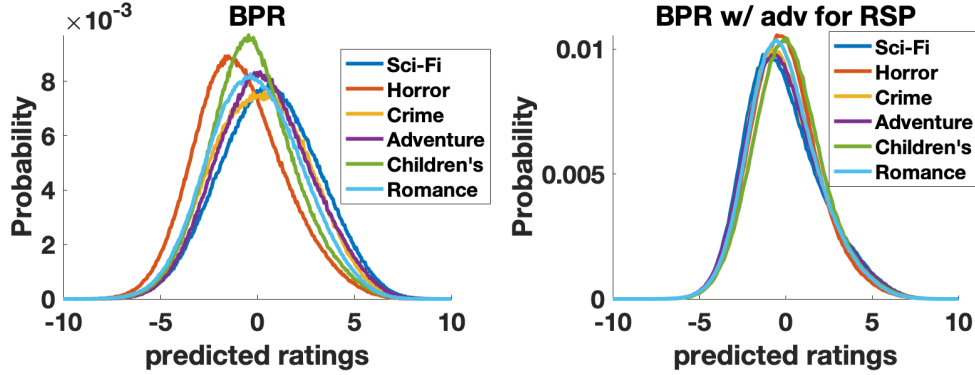 BPR
×10⁻³
8
6
4
2
0
Probability
-10 -5 0 5 10
predicted ratings
Sci-Fi
Horror
Crime
Adventure
Children's
Romance
BPR w/ adv for RSP
0.01
0.005
0
Probability
-10 -5 0 5 10
predicted ratings
Sci-Fi
Horror
Crime
Adventure
Children's
Romance